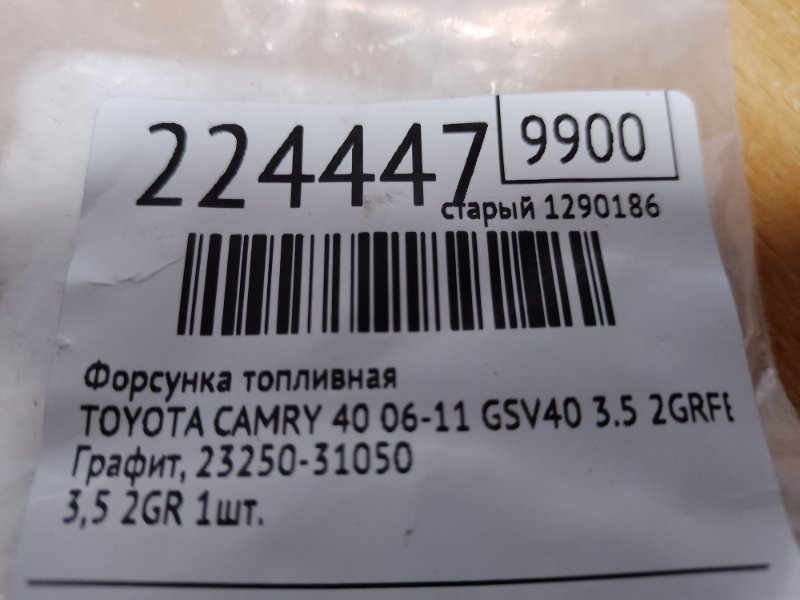 224447
9900
старый 1290186
Форсунка топливная
TOYOTA CAMRY 40 06-11 GSV40 3.5 2GRFE
Графит, 23250-31050
3,5 2GR 1шт.